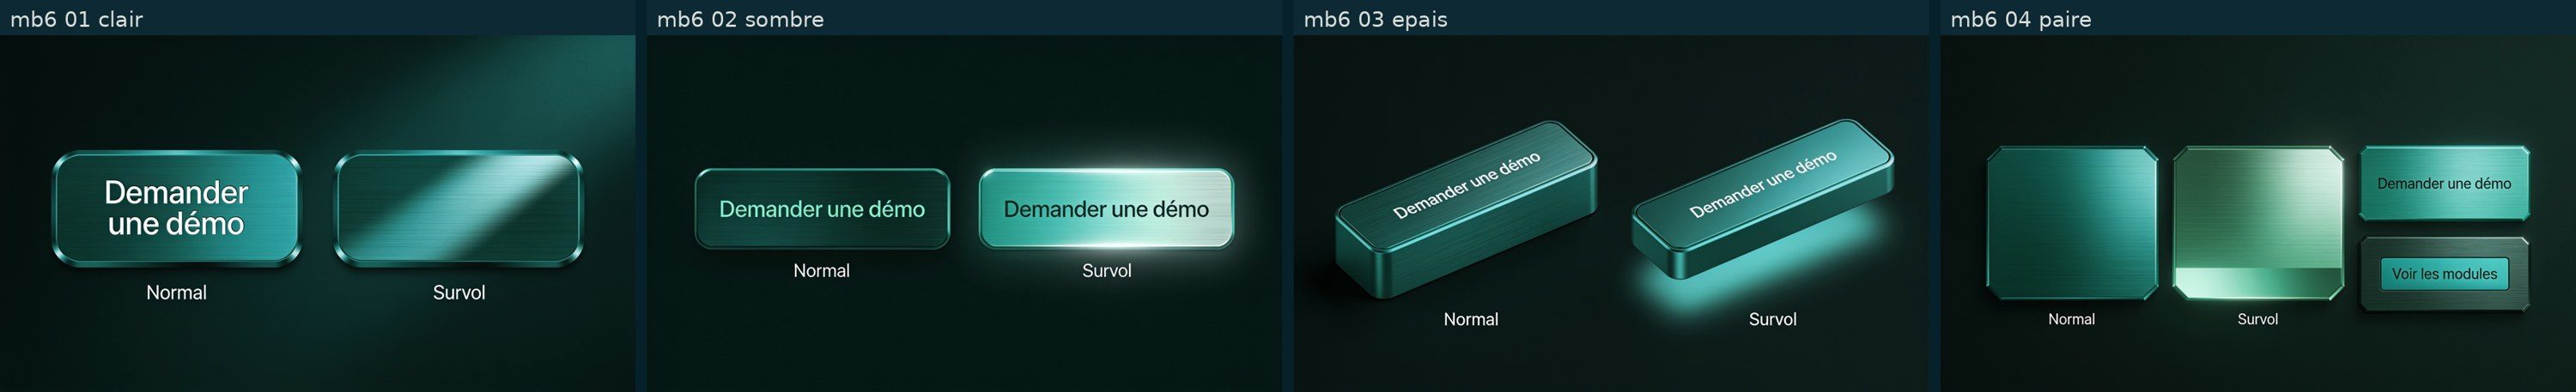 mb6 01 clair
Demander
une démo
Normal
Survol
mb6 02 sombre
Demander une démo
Demander une démo
Normal
Survol
mb6 03 epais
Demander une démo
Demander une démo
Normal
Survol
mb6 04 paire
Demander une démo
Voir les modules
Normal
Survol